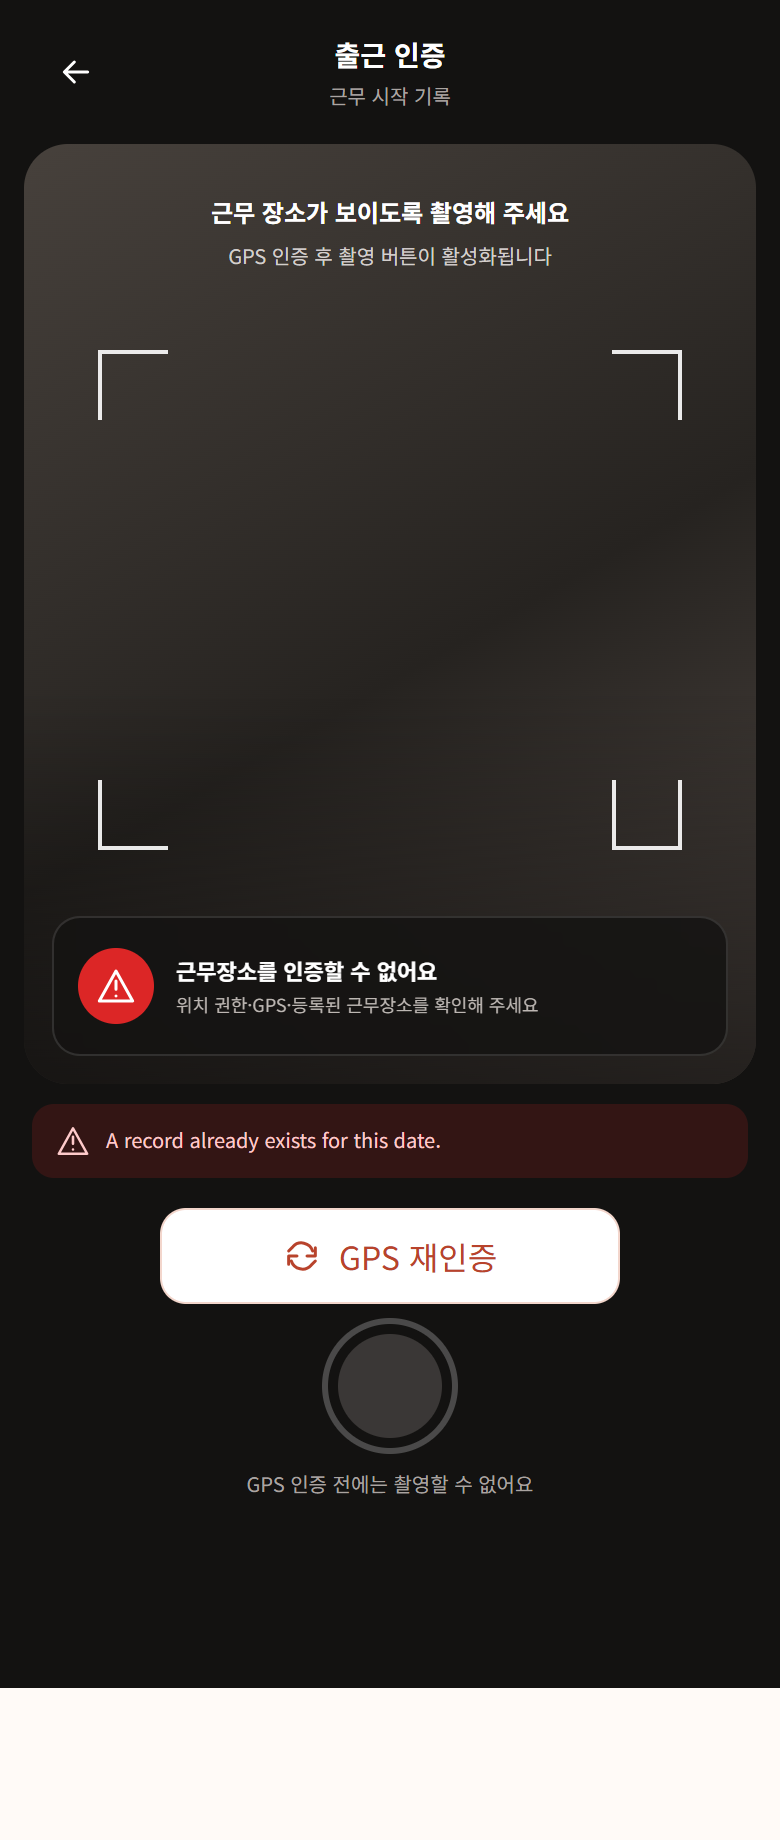 출근 인증
근무 시작 기록
근무 장소가 보이도록 촬영해 주세요
GPS 인증 후 촬영 버튼이 활성화됩니다
근무장소를 인증할 수 없어요
위치 권한·GPS·등록된 근무장소를 확인해 주세요
A record already exists for this date.
GPS 재인증
GPS 인증 전에는 촬영할 수 없어요